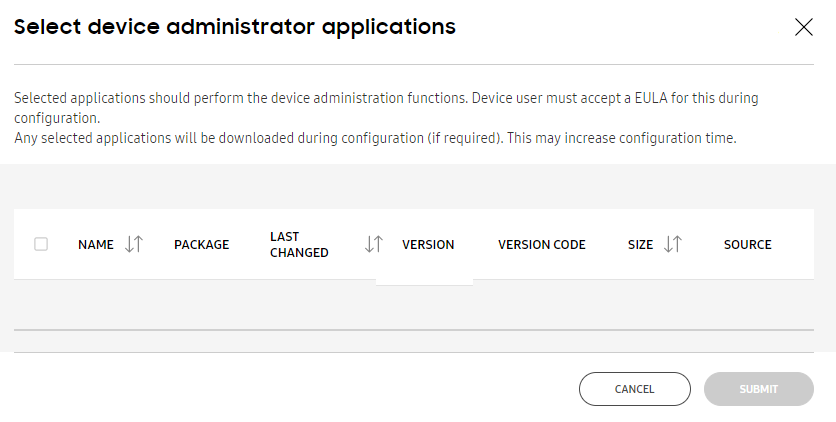 Select device administrator applications
Selected applications should perform the device administration functions. Device user must accept a EULA for this during
configuration.
Any selected applications will be downloaded during configuration (if required). This may increase configuration time.
NAME PACKAGE LAST CHANGED VERSION VERSION CODE SIZE SOURCE
CANCEL SUBMIT